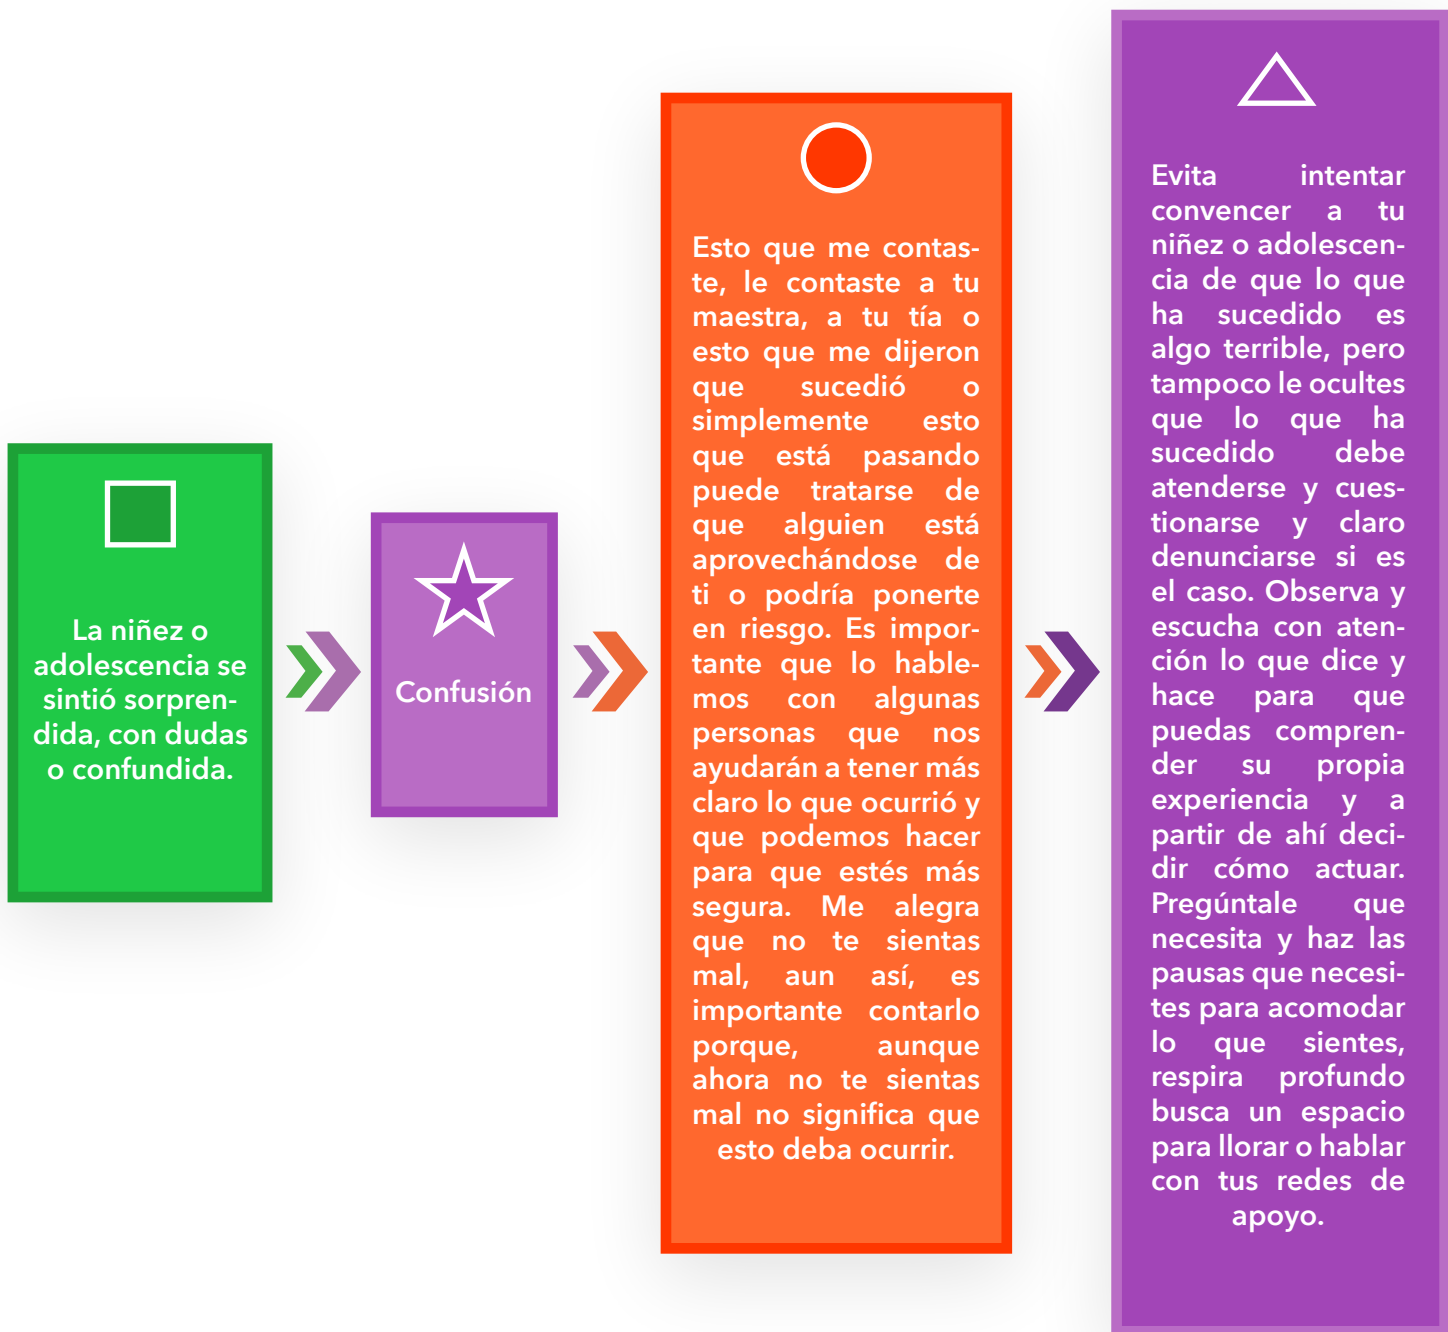 La niñez o
adolescencia se
sintió sorpren-
dida, con dudas
o confundida.
Confusión
Esto que me contas-
te, le contaste a tu
maestra, a tu tía o
esto que me dijeron
que sucedió o
simplemente esto
que está pasando
puede tratarse de
que alguien está
aprovechándose de
ti o podría ponerte
en riesgo. Es impor-
tante que lo hable-
mos con algunas
personas que nos
ayudarán a tener más
claro lo que ocurrió y
que podemos hacer
para que estés más
segura. Me alegra
que no te sientas
mal, aun así, es
importante contarlo
porque, aunque
ahora no te sientas
mal no significa que
esto deba ocurrir.
Evita intentar
convencer a tu
niñez o adolescen-
cia de que lo que
ha sucedido es
algo terrible, pero
tampoco le ocultes
que lo que ha
sucedido debe
atenderse y cues-
tionarse y claro
denunciarse si es
el caso. Observa y
escucha con aten-
ción lo que dice y
hace para que
puedas compren-
der su propia
experiencia y a
partir de ahí deci-
dir cómo actuar.
Pregúntale que
necesita y haz las
pausas que necesi-
tes para acomodar
lo que sientes,
respira profundo
busca un espacio
para llorar o hablar
con tus redes de
apoyo.